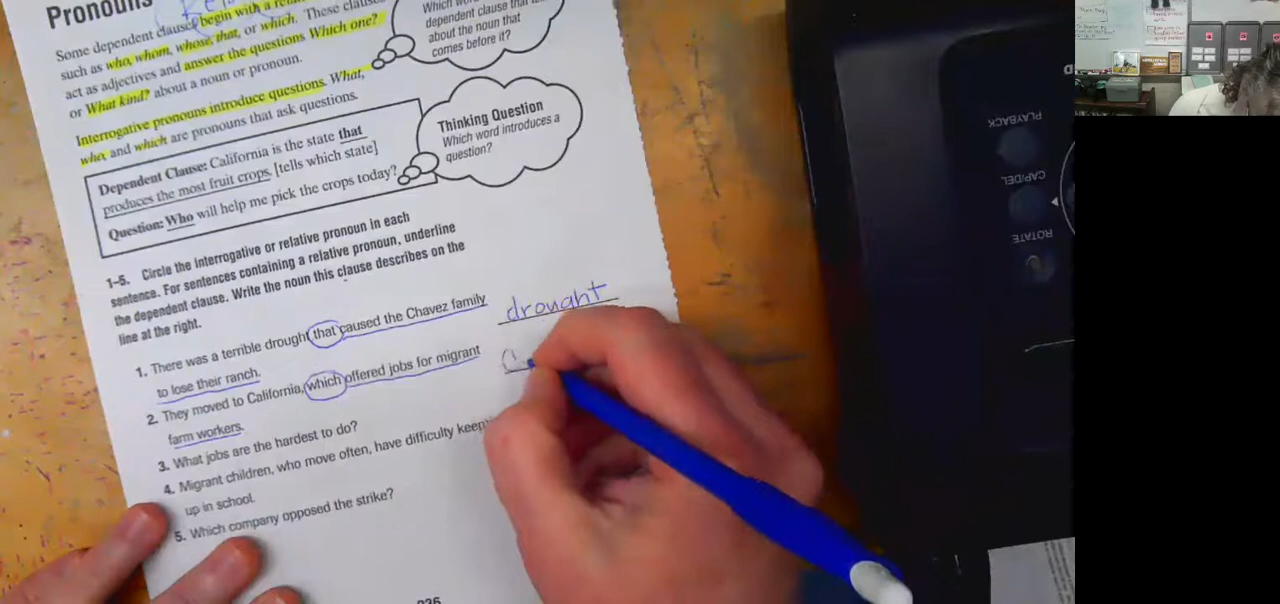 Pronouns
Some dependent clauses begin with a
such as who, whom, whose, that, or which. These clauses
act as adjectives and answer the questions Which one?
or What kind? about a noun or pronoun.
Interrogative pronouns introduce questions. What,
who, and which are pronouns that ask questions.
dependent clause that
about the noun that
comes before it?
Thinking Question
Which word introduces a
question?
Dependent Clause: California is the state that
produces the most fruit crops. [tells which state]
Question: Who will help me pick the crops today?
1–5. Circle the interrogative or relative pronoun in each
sentence. For sentences containing a relative pronoun, underline
the dependent clause. Write the noun this clause describes on the
line at the right.
1. There was a terrible drought that caused the Chavez family
to lose their ranch.
drought
2. They moved to California, which offered jobs for migrant
farm workers.
C
3. What jobs are the hardest to do?
4. Migrant children, who move often, have difficulty keep
up in school.
5. Which company opposed the strike?
PLAYBACK
CAP/DEL
ROTATE